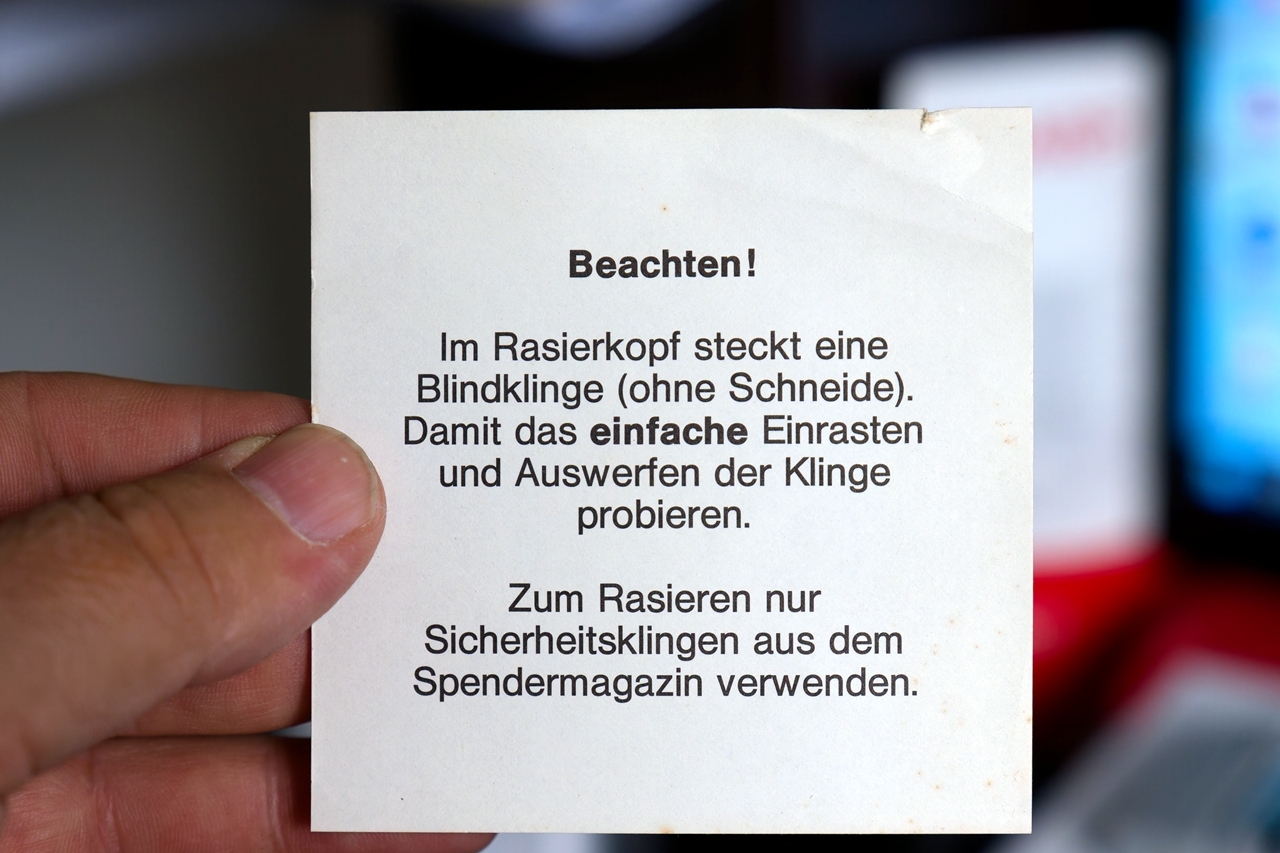 Beachten!
Im Rasierkopf steckt eine
Blindklinge (ohne Schneide).
Damit das einfache Einrasten
und Auswerfen der Klinge
probieren.
Zum Rasieren nur
Sicherheitsklingen aus dem
Spendermagazin verwenden.